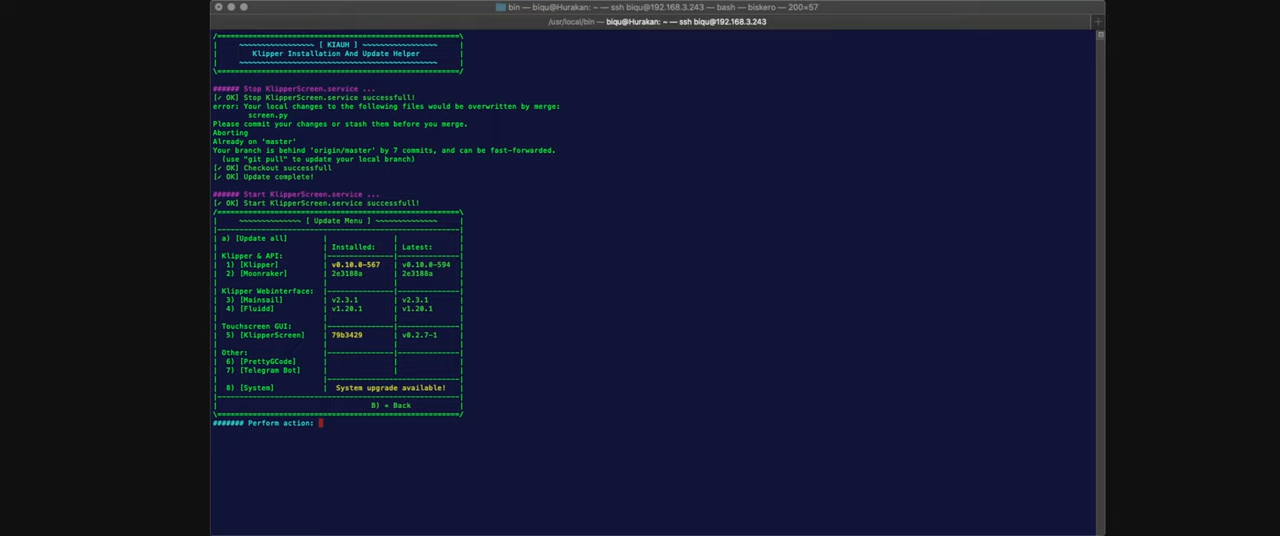 bin — biqu@Hurakan: ~ — ssh biqu@192.168.3.243 — bash — biskero — 200×57
/usr/local/bin — biqu@Hurakan: ~ — ssh biqu@192.168.3.243 +
/=======================================================\
| ~~~~~~~~~~~~~~~~~ [ KIAUH ] ~~~~~~~~~~~~~~~~~ |
| Klipper Installation And Update Helper |
| ~~~~~~~~~~~~~~~~~~~~~~~~~~~~~~~~~~~~~~~~~~~~~ |
\=======================================================/
###### Stop KlipperScreen.service ...
[✓ OK] Stop KlipperScreen.service successfull!
error: Your local changes to the following files would be overwritten by merge:
screen.py
Please commit your changes or stash them before you merge.
Aborting
Already on 'master'
Your branch is behind 'origin/master' by 7 commits, and can be fast-forwarded.
(use "git pull" to update your local branch)
[✓ OK] Checkout successfull
[✓ OK] Update complete!
###### Start KlipperScreen.service ...
[✓ OK] Start KlipperScreen.service successfull!
/=======================================================\
| ~~~~~~~~~~~~~~ [ Update Menu ] ~~~~~~~~~~~~~~ |
|-------------------------------------------------------|
| a) [Update all] | | |
| | Installed: | Latest: |
| Klipper & API: |---------------|--------------|
| 1) [Klipper] | v0.10.0-567 | v0.10.0-594 |
| 2) [Moonraker] | 2e3188a | 2e3188a |
| | | |
| Klipper Webinterface: |---------------|--------------|
| 3) [Mainsail] | v2.3.1 | v2.3.1 |
| 4) [Fluidd] | v1.20.1 | v1.20.1 |
| | | |
| Touchscreen GUI: |---------------|--------------|
| 5) [KlipperScreen] | 79b3429 | v0.2.7-1 |
| | | |
| Other: |---------------|--------------|
| 6) [PrettyGCode] | | |
| 7) [Telegram Bot] | | |
| |------------------------------|
| 8) [System] | System upgrade available! |
|-------------------------------------------------------|
| B) « Back |
\=======================================================/
####### Perform action: